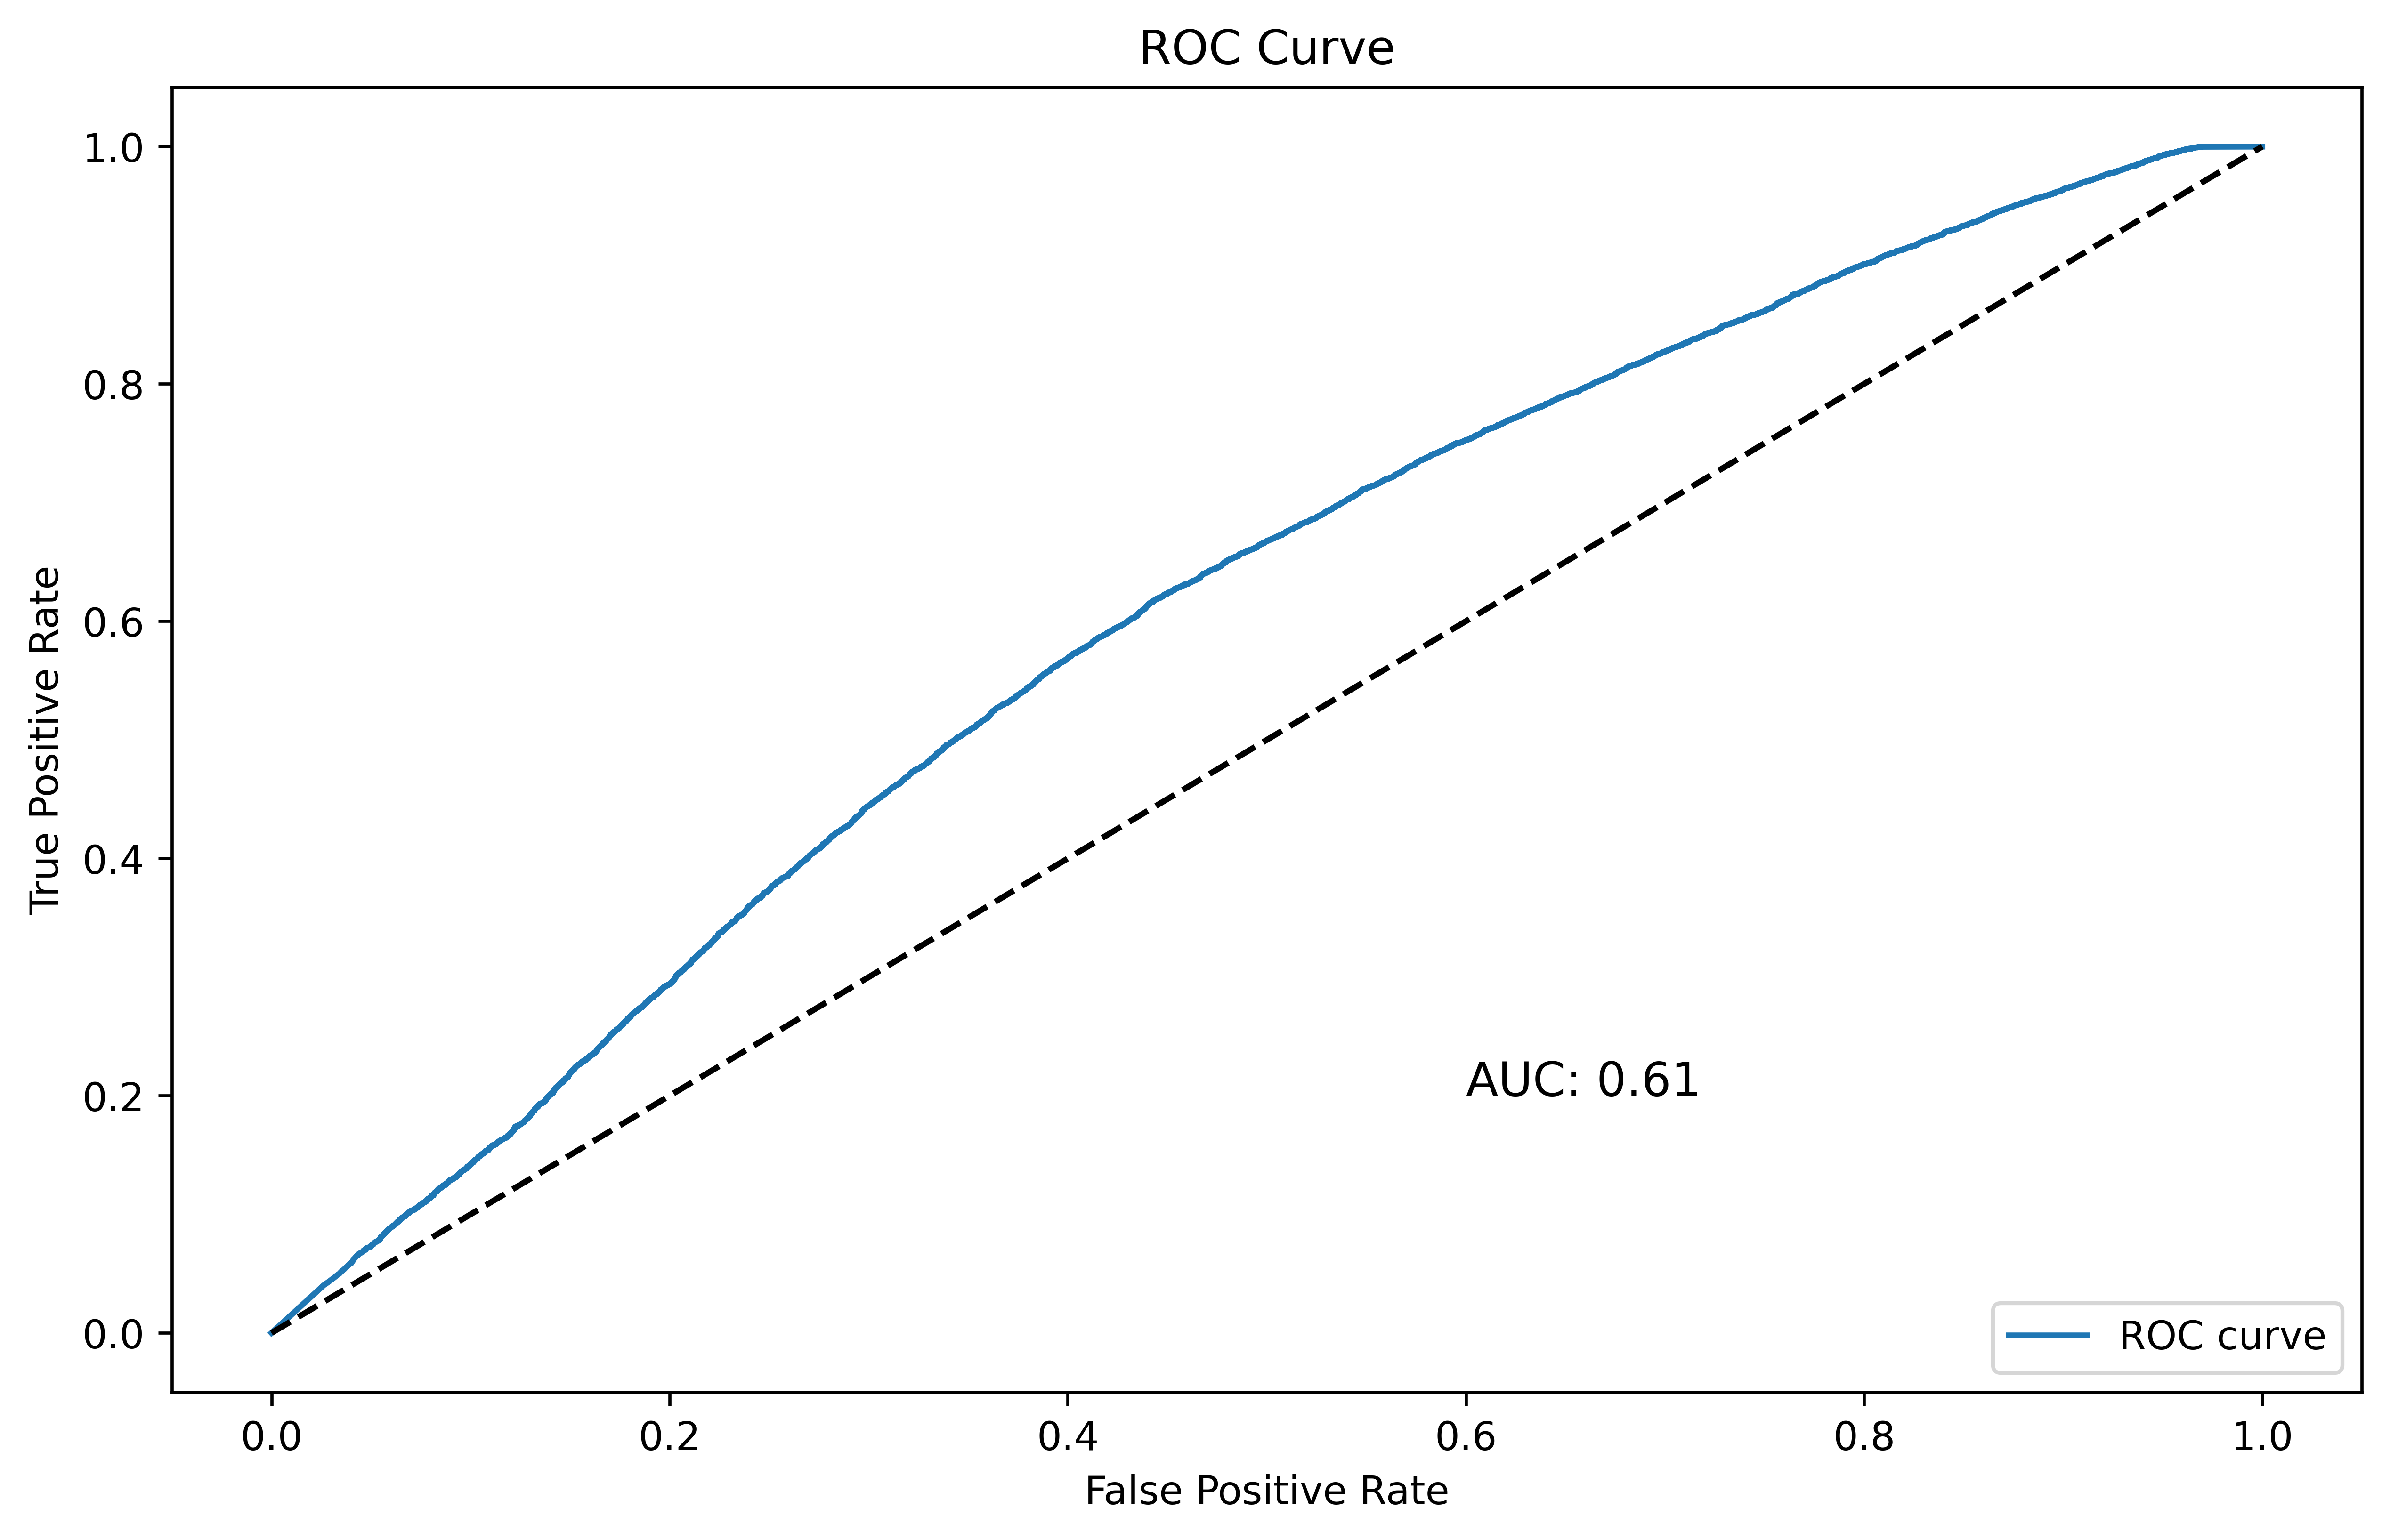 ROC Curve
True Positive Rate
1.0
0.8
0.6
0.4
0.2
0.0
AUC: 0.61
ROC curve
0.0 0.2 0.4 0.6 0.8 1.0
False Positive Rate